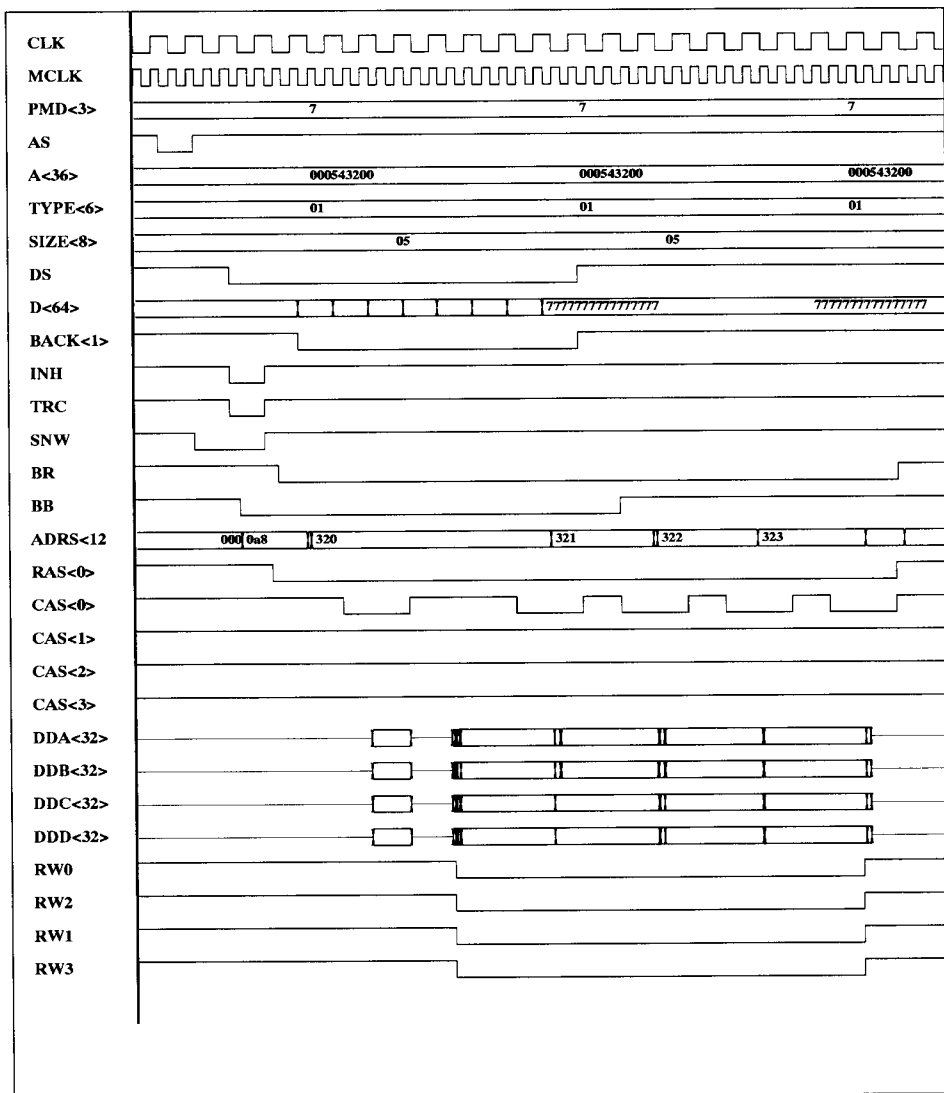 CLK
MCLK
PMD<3> 7 7 7
AS
A<36> 000543200 000543200 000543200
TYPE<6> 01 01 01
SIZE<8> 05 05
DS
D<64> 7777777777777777 7777777777777777
BACK<1>
INH
TRC
SNW
BR
BB
ADRS<12 000 0a8 320 321 322 323
RAS<0>
CAS<0>
CAS<1>
CAS<2>
CAS<3>
DDA<32>
DDB<32>
DDC<32>
DDD<32>
RW0
RW2
RW1
RW3